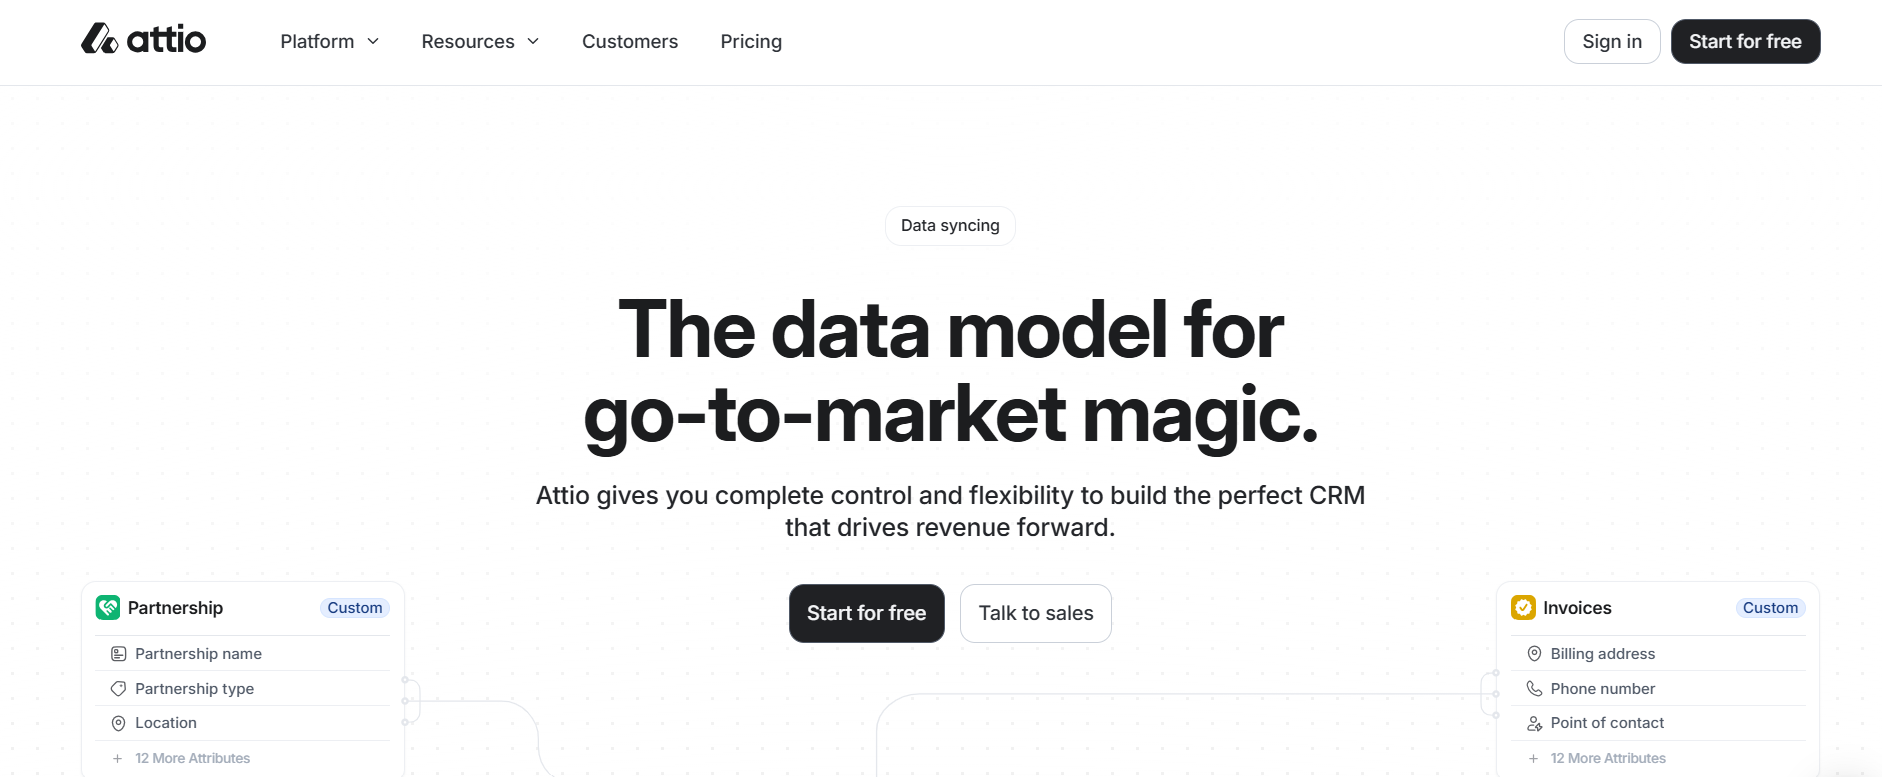 attio
Platform
Resources
Customers
Pricing
Sign in
Start for free
Data syncing
The data model for
go-to-market magic.
Attio gives you complete control and flexibility to build the perfect CRM
that drives revenue forward.
Start for free
Talk to sales
Partnership
Custom
Partnership name
Partnership type
Location
12 More Attributes
Invoices
Custom
Billing address
Phone number
Point of contact
12 More Attributes